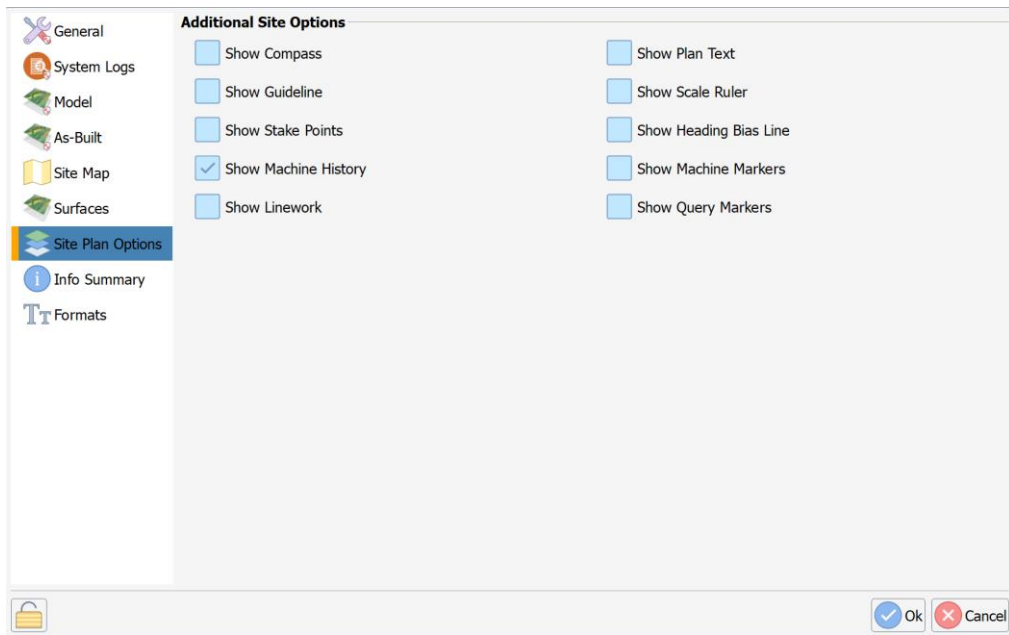 General
System Logs
Model
As-Built
Site Map
Surfaces
Site Plan Options
Info Summary
Formats
Additional Site Options
Show Compass
Show Guideline
Show Stake Points
Show Machine History
Show Linework
Show Plan Text
Show Scale Ruler
Show Heading Bias Line
Show Machine Markers
Show Query Markers
Ok
Cancel